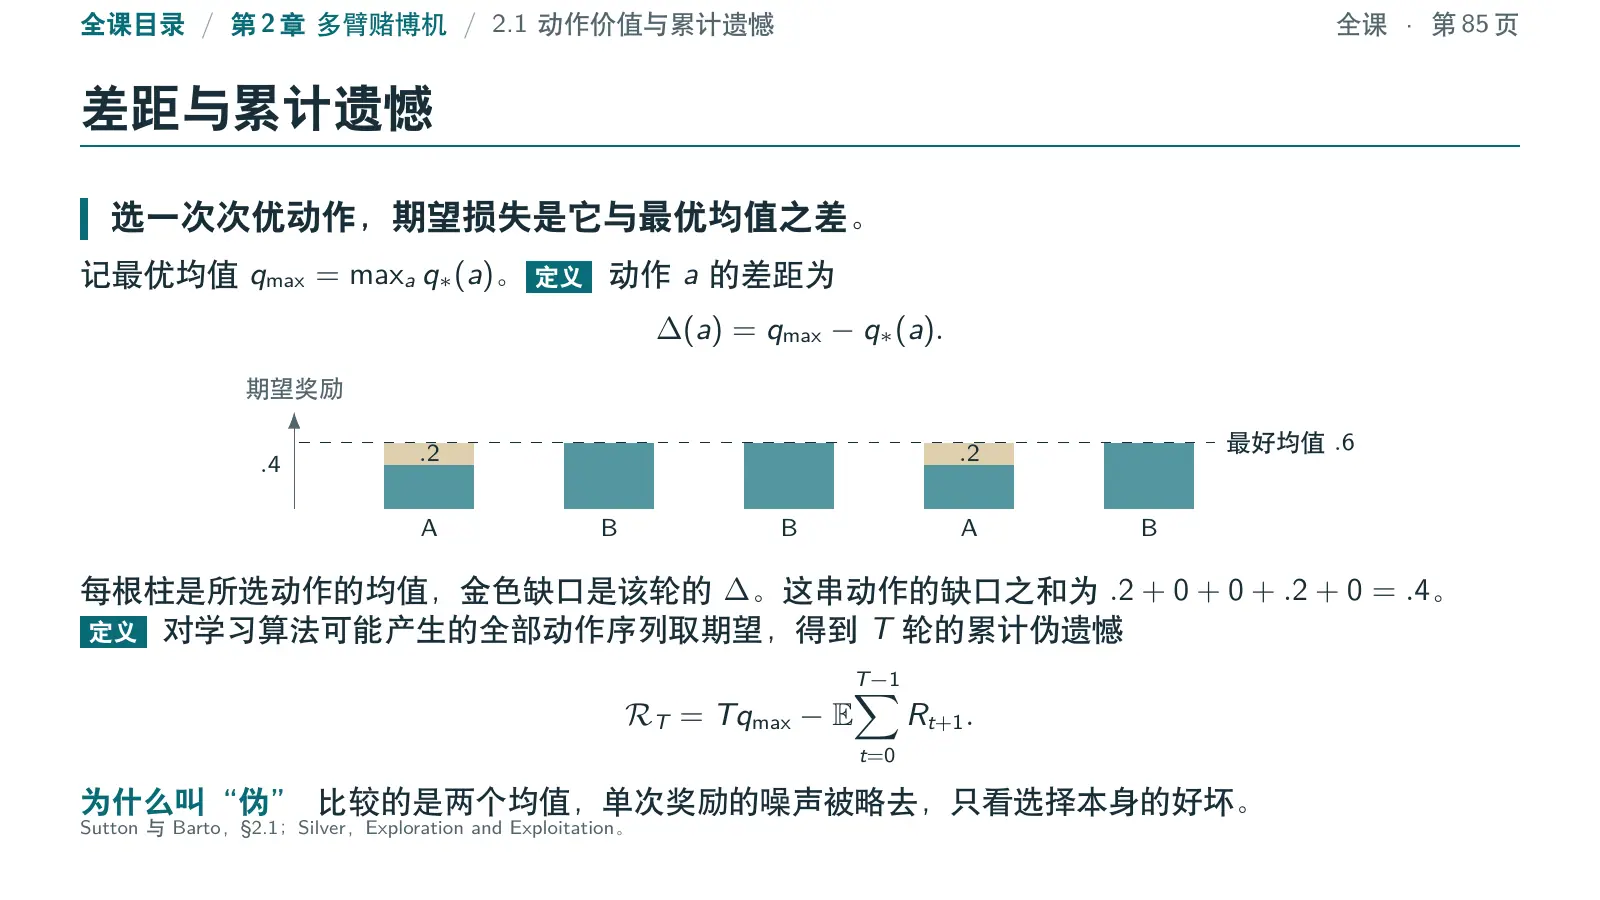 全课目录 / 第2章 多臂赌博机 / 2.1 动作价值与累计遗憾
全课 · 第85页
差距与累计遗憾
选一次次优动作，期望损失是它与最优均值之差。
记最优均值 qmax = maxa q∗(a)。 定义 动作 a 的差距为
Δ(a) = qmax − q∗(a).
期望奖励
.4
.2
.2
最好均值 .6
A B B A B
每根柱是所选动作的均值，金色缺口是该轮的 Δ。这串动作的缺口之和为 .2 + 0 + 0 + .2 + 0 = .4。
定义 对学习算法可能产生的全部动作序列取期望，得到 T 轮的累计伪遗憾
ℛT = Tqmax − 𝔼 ∑_{t=0}^{T−1} Rt+1.
为什么叫“伪” 比较的是两个均值，单次奖励的噪声被略去，只看选择本身的好坏。
Sutton 与 Barto，§2.1；Silver，Exploration and Exploitation。